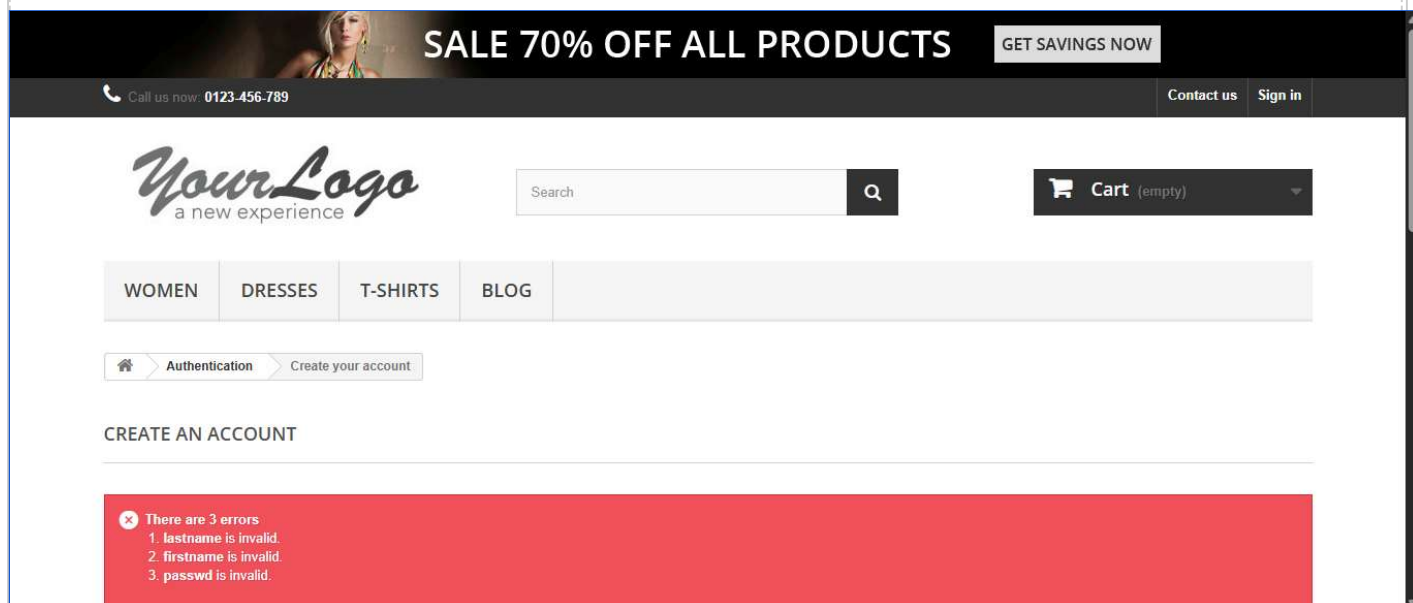 SALE 70% OFF ALL PRODUCTS GET SAVINGS NOW
Call us now: 0123-456-789 Contact us Sign in
YourLogo
a new experience
Search
Cart (empty)
WOMEN DRESSES T-SHIRTS BLOG
Authentication Create your account
CREATE AN ACCOUNT
There are 3 errors
1. lastname is invalid.
2. firstname is invalid.
3. passwd is invalid.